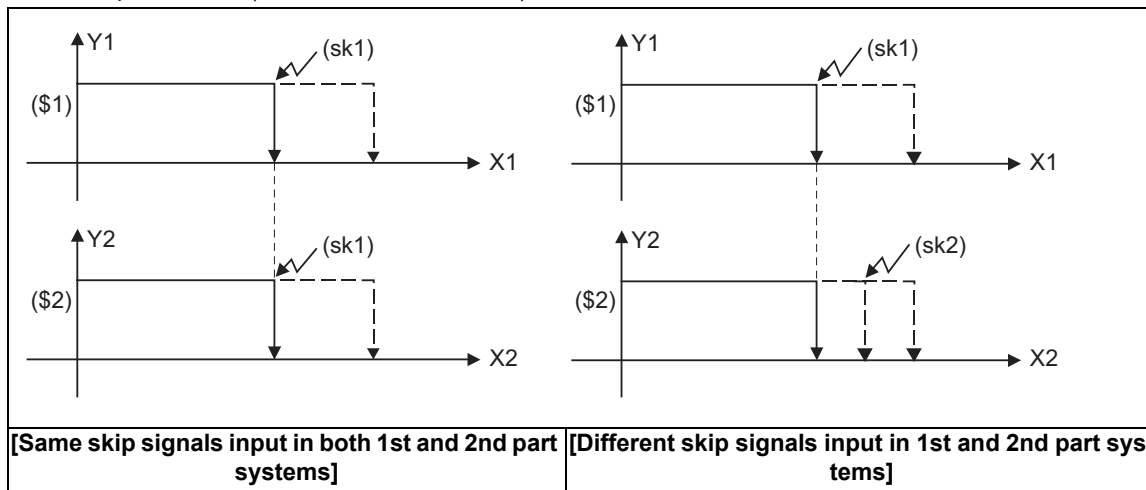 Y1
(sk1)
($1)
X1
Y2
(sk1)
($2)
X2
Y1
(sk1)
($1)
X1
Y2
(sk2)
($2)
X2
[Same skip signals input in both 1st and 2nd part
systems]
[Different skip signals input in 1st and 2nd part sys
tems]